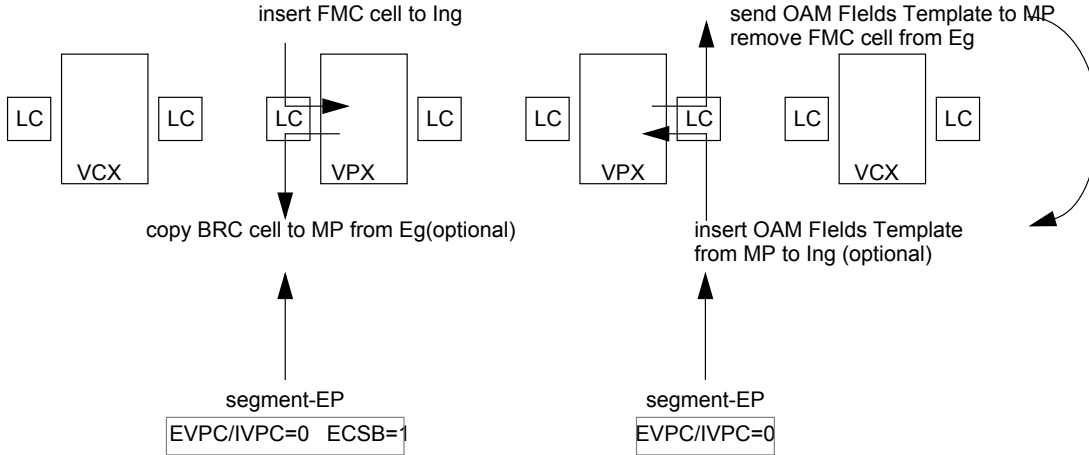 insert FMC cell to Ing
send OAM FIelds Template to MP
remove FMC cell from Eg
LC
VCX
LC
LC
VPX
LC
LC
VPX
LC
LC
VCX
LC
copy BRC cell to MP from Eg(optional)
insert OAM FIelds Template
from MP to Ing (optional)
segment-EP
EVPC/IVPC=0 ECSB=1
segment-EP
EVPC/IVPC=0